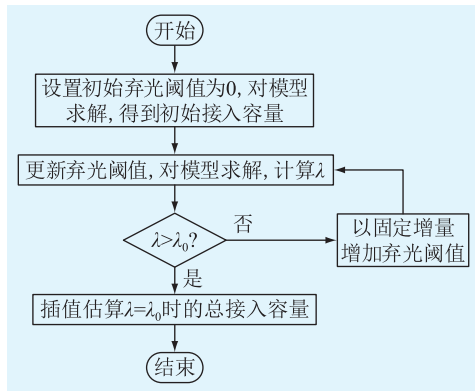 开始
设置初始弃光阈值为0,对模型
求解,得到初始接入容量
更新弃光阈值,对模型求解,计算λ
λ>λ₀?
否
以固定增量
增加弃光阈值
是
插值估算λ=λ₀时的总接入容量
结束